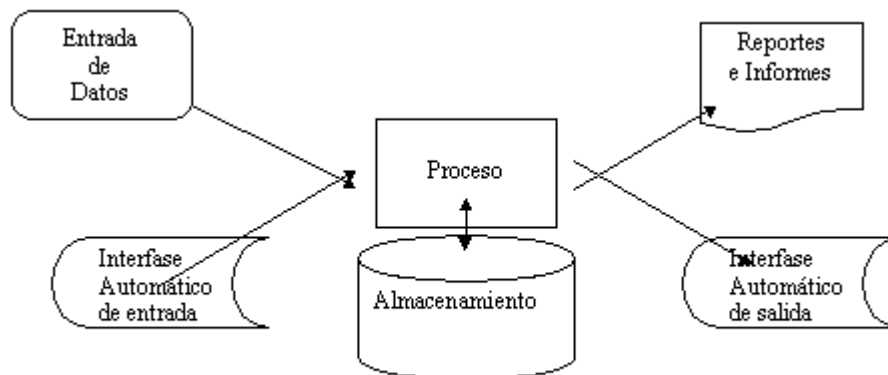 Entrada
de
Datos
Reportes
e Informes
Proceso
Interfase
Automático
de entrada
Almacenamiento
Interfase
Automático
de salida